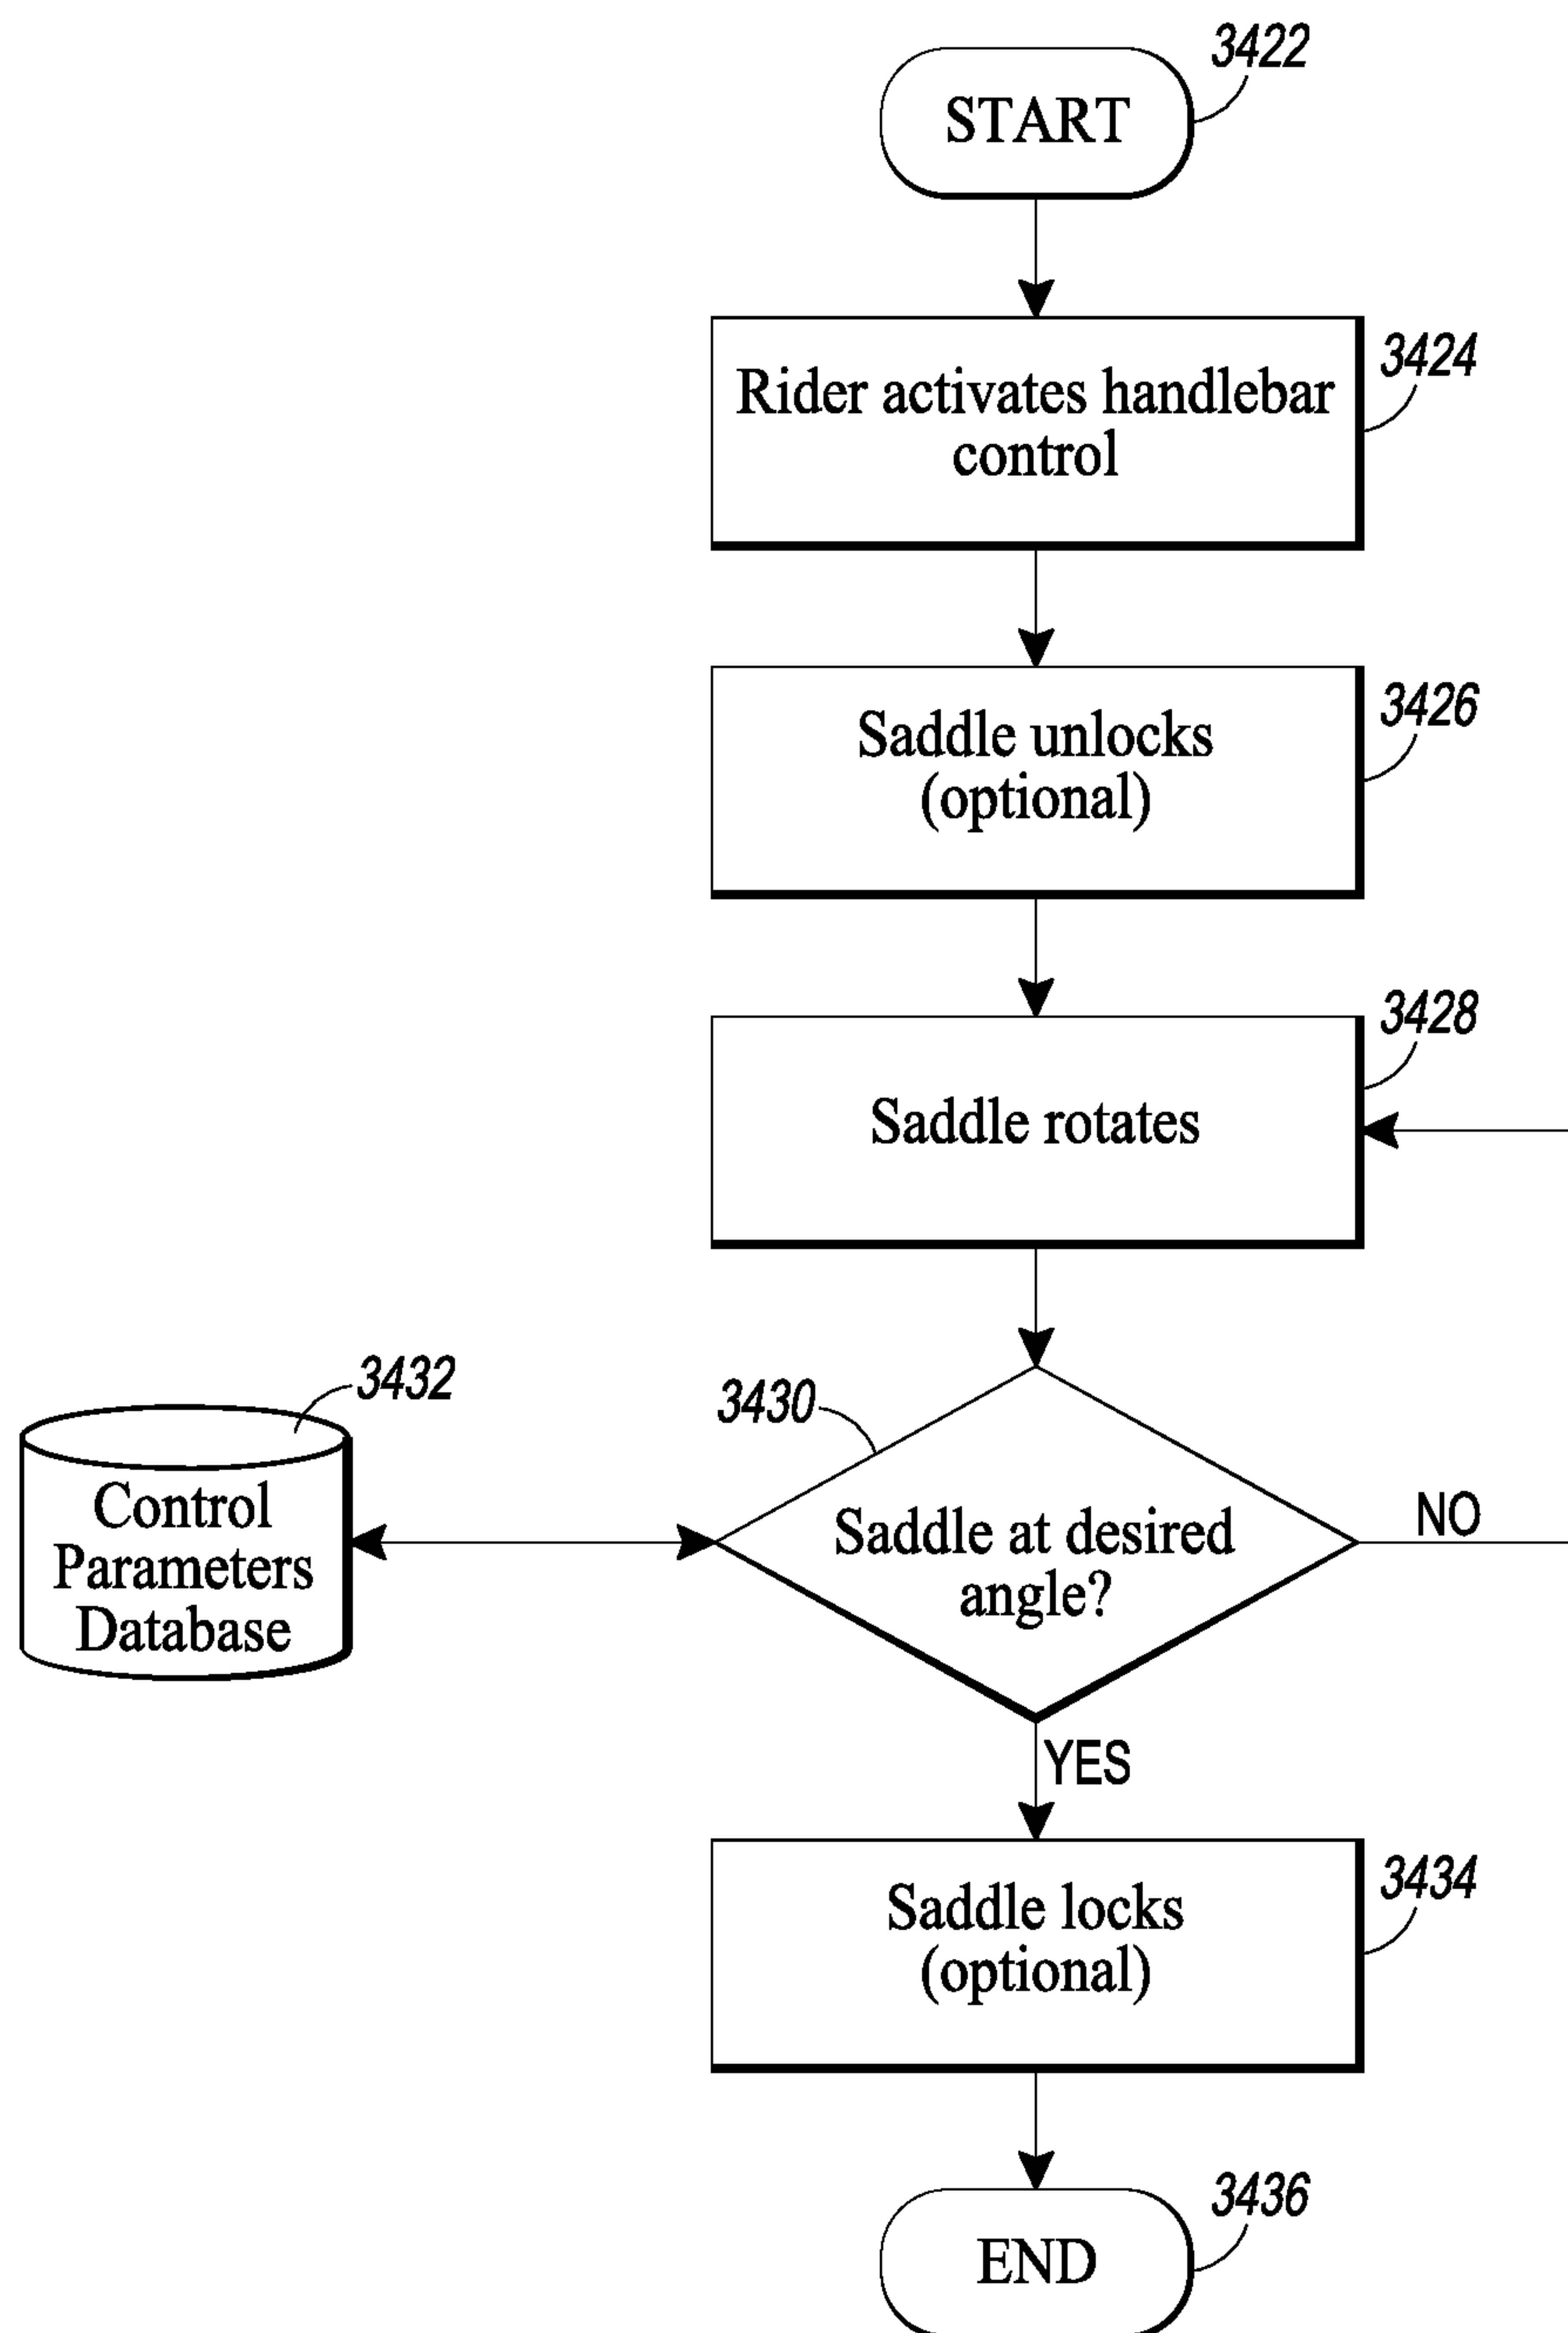 3422
START
3424
Rider activates handlebar
control
3426
Saddle unlocks
(optional)
3428
Saddle rotates
3432
3430
Control
Parameters
Database
Saddle at desired
angle?
NO
YES
3434
Saddle locks
(optional)
3436
END